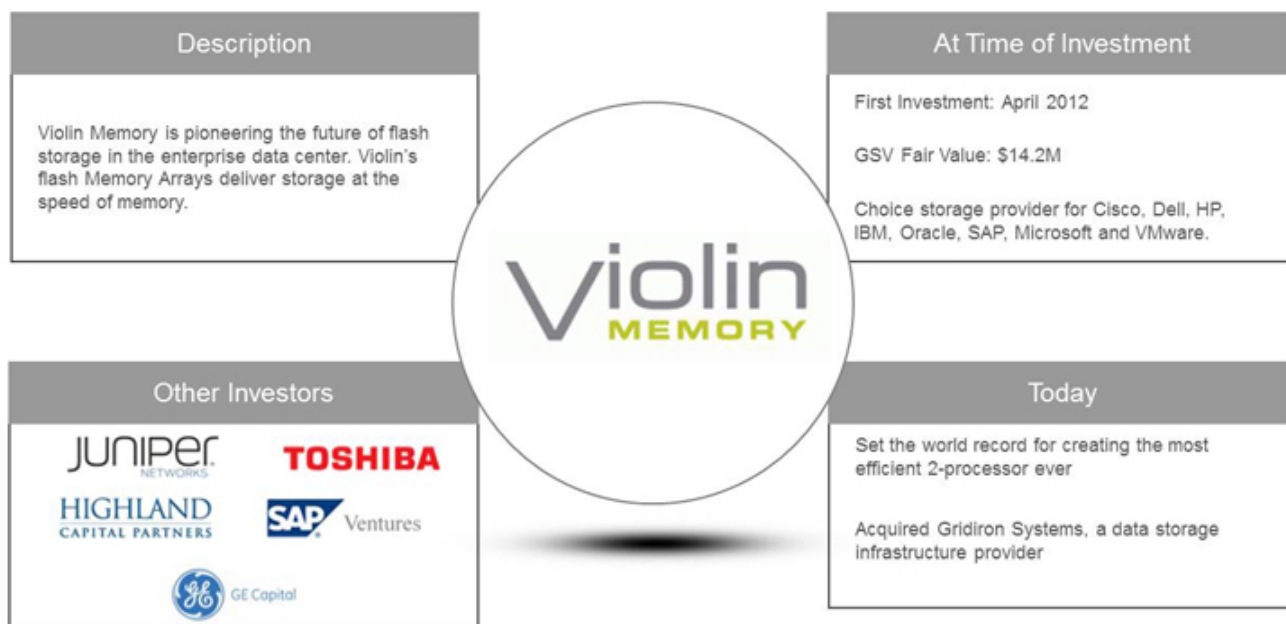 Description
Violin Memory is pioneering the future of flash
storage in the enterprise data center. Violin's
flash Memory Arrays deliver storage at the
speed of memory.
At Time of Investment
First Investment: April 2012
GSV Fair Value: $14.2M
Choice storage provider for Cisco, Dell, HP,
IBM, Oracle, SAP, Microsoft and VMware.
Violin
MEMORY
Other Investors
JUNIPER
NETWORKS
TOSHIBA
HIGHLAND
CAPITAL PARTNERS
SAP Ventures
GE GE Capital
Today
Set the world record for creating the most
efficient 2-processor ever
Acquired Gridiron Systems, a data storage
infrastructure provider